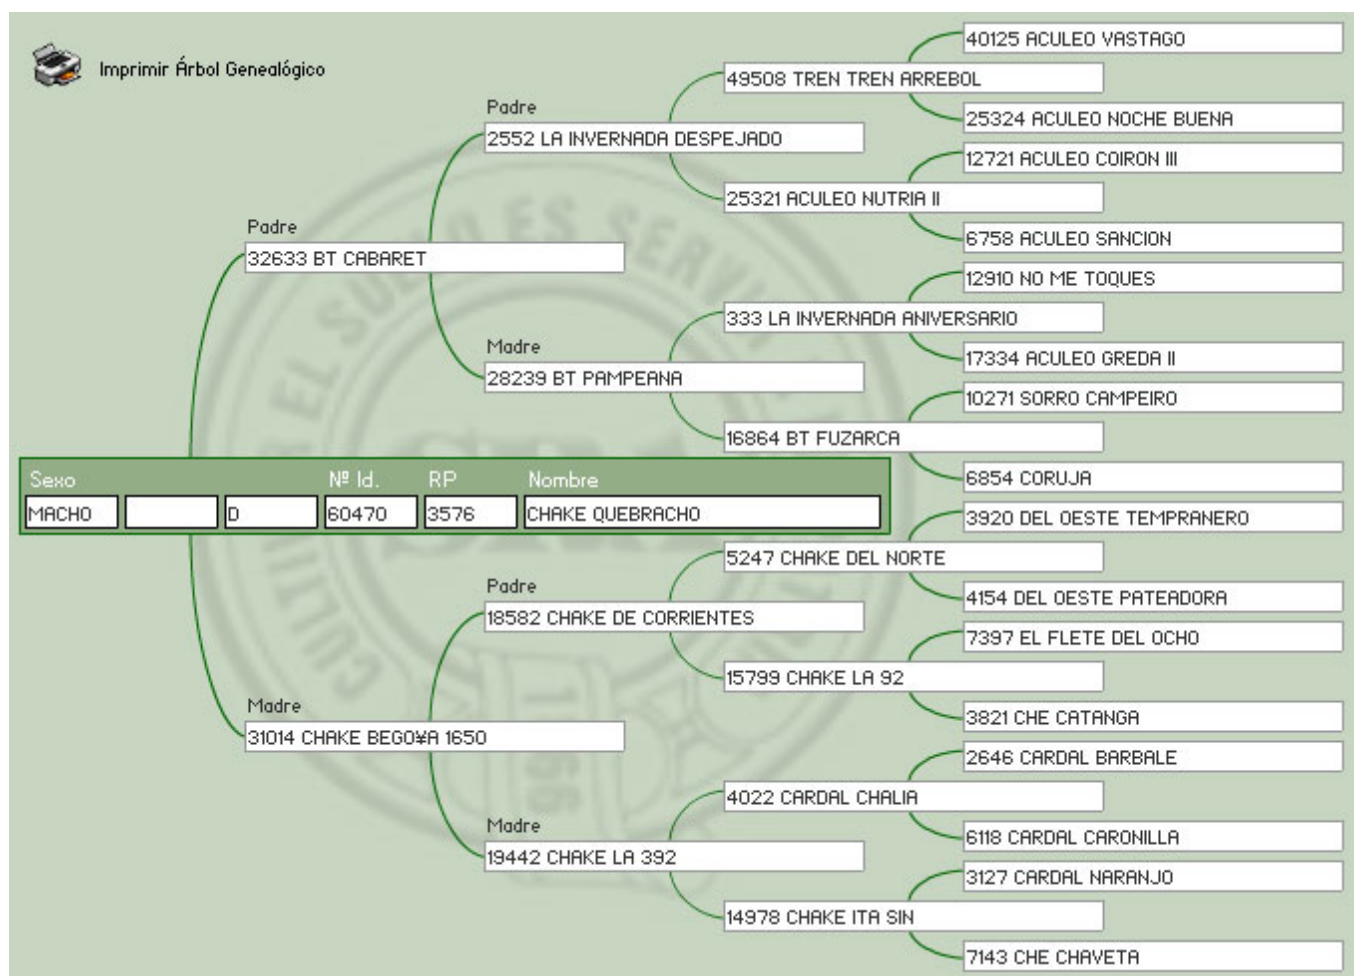 40125 ACULEO VASTAGO
Imprimir Árbol Genealógico
49508 TREN TREN ARREBOL
Padre
25324 ACULEO NOCHE BUENA
2552 LA INVERNADA DESPEJADO
12721 ACULEO COIRON III
25321 ACULEO NUTRIA II
Padre
6758 ACULEO SANCION
32633 BT CABARET
12910 NO ME TOQUES
333 LA INVERNADA ANIVERSARIO
Madre
17334 ACULEO GREDA II
28239 BT PAMPEANA
10271 SORRO CAMPEIRO
16864 BT FUZARCA
Sexo Nº Id. RP Nombre
6854 CORUJA
MACHO D 60470 3576 CHAKE QUEBRACHO
3920 DEL OESTE TEMPRANERO
5247 CHAKE DEL NORTE
Padre
4154 DEL OESTE PATEADORA
18582 CHAKE DE CORRIENTES
7397 EL FLETE DEL OCHO
15799 CHAKE LA 92
Madre
3821 CHE CATANGA
31014 CHAKE BEGO¥A 1650
2646 CARDAL BARBALE
4022 CARDAL CHALIA
Madre
6118 CARDAL CARONILLA
19442 CHAKE LA 392
3127 CARDAL NARANJO
14978 CHAKE ITA SIN
7143 CHE CHAVETA